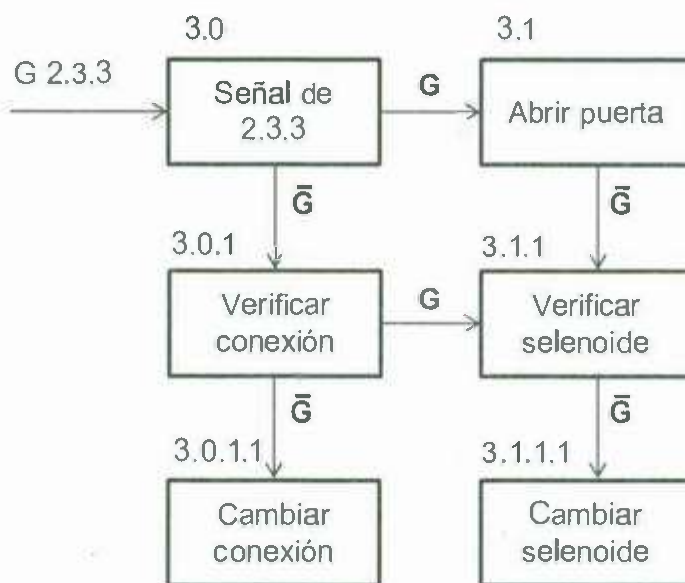 3.0
3.1
G 2.3.3
Señal de
2.3.3
G
Abrir puerta
Ḡ
Ḡ
3.0.1
3.1.1
Verificar
conexión
G
Verificar
selenoide
Ḡ
Ḡ
3.0.1.1
3.1.1.1
Cambiar
conexión
Cambiar
selenoide